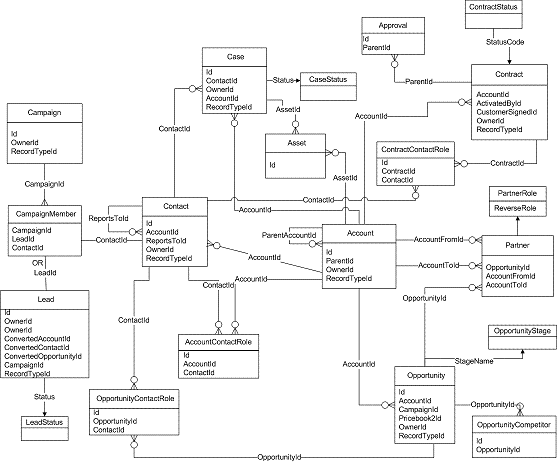 ContractStatus
Approval
Id
ParentId
StatusCode
Case
Id
ContactId
OwnerId
AccountId
RecordTypeId
Status
CaseStatus
ParentId
Contract
AccountId
ActivatedById
CustomerSignedId
OwnerId
RecordTypeId
AssetId
AccountId
Campaign
Id
OwnerId
RecordTypeId
ContactId
Asset
Id
ContractContactRole
Id
ContractId
ContactId
ContractId
CampaignId
AssetId
PartnerRole
ReverseRole
CampaignMember
CampaignId
LeadId
ContactId
ReportsToId
Contact
Id
AccountId
ReportsToId
OwnerId
RecordTypeId
ContactId
AccountId
ContactId
ParentAccountId
Account
Id
ParentId
OwnerId
RecordTypeId
AccountFromId
AccountToId
Partner
OpportunityId
AccountFromId
AccountToId
OR
LeadId
AccountId
Lead
Id
OwnerId
OwnerId
ConvertedAccountId
ConvertedContactId
ConvertedOpportunityId
CampaignId
RecordTypeId
ContactId
ContactId
AccountId
OpportunityId
AccountContactRole
Id
AccountId
ContactId
OpportunityStage
StageName
AccountId
Status
LeadStatus
OpportunityContactRole
Id
OpportunityId
ContactId
Opportunity
Id
AccountId
CampaignId
Pricebook2Id
OwnerId
RecordTypeId
OpportunityId
OpportunityCompetitor
Id
OpportunityId
OpportunityId